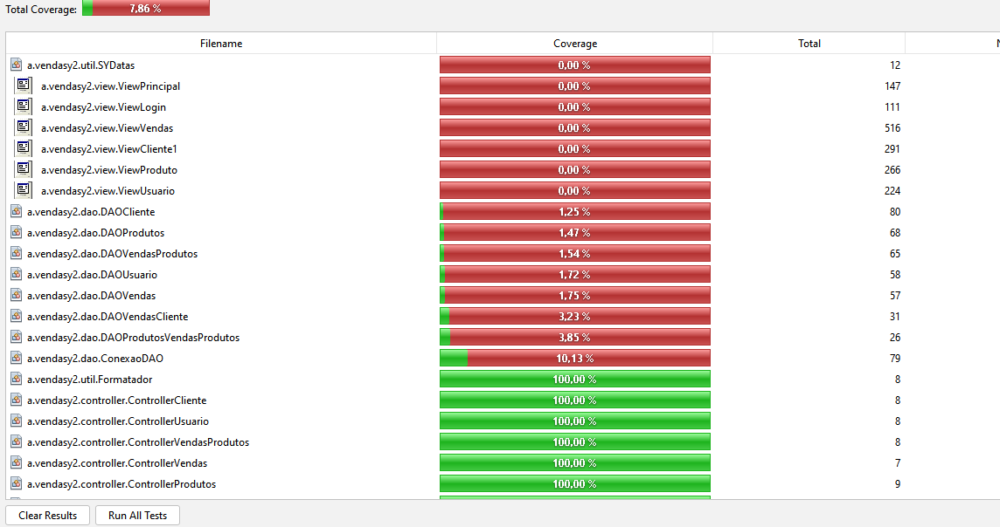 Total Coverage: 7,86 %
Filename Coverage Total
a.vendasy2.util.SYDatas 0,00 % 12
a.vendasy2.view.ViewPrincipal 0,00 % 147
a.vendasy2.view.ViewLogin 0,00 % 111
a.vendasy2.view.ViewVendas 0,00 % 516
a.vendasy2.view.ViewCliente1 0,00 % 291
a.vendasy2.view.ViewProduto 0,00 % 266
a.vendasy2.view.ViewUsuario 0,00 % 224
a.vendasy2.dao.DAOCliente 1,25 % 80
a.vendasy2.dao.DAOProdutos 1,47 % 68
a.vendasy2.dao.DAOVendasProdutos 1,54 % 65
a.vendasy2.dao.DAOUsuario 1,72 % 58
a.vendasy2.dao.DAOVendas 1,75 % 57
a.vendasy2.dao.DAOVendasCliente 3,23 % 31
a.vendasy2.dao.DAOProdutosVendasProdutos 3,85 % 26
a.vendasy2.dao.ConexaoDAO 10,13 % 79
a.vendasy2.util.Formatador 100,00 % 8
a.vendasy2.controller.ControllerCliente 100,00 % 8
a.vendasy2.controller.ControllerUsuario 100,00 % 8
a.vendasy2.controller.ControllerVendasProdutos 100,00 % 8
a.vendasy2.controller.ControllerVendas 100,00 % 7
a.vendasy2.controller.ControllerProdutos 100,00 % 9
Clear Results Run All Tests